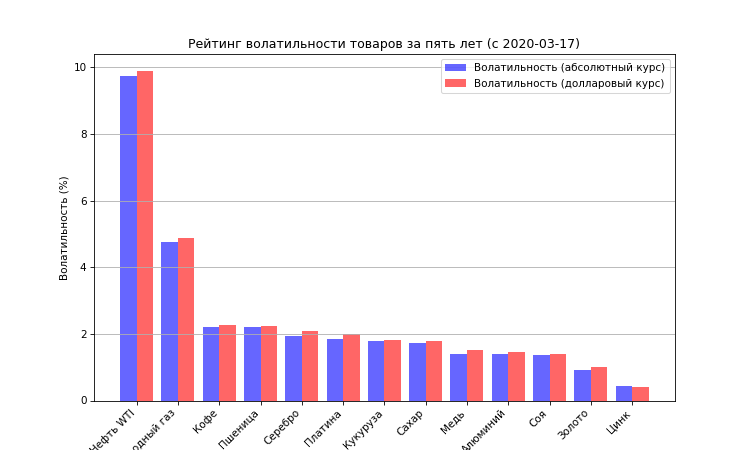 Рейтинг волатильности товаров за пять лет (с 2020-03-17)
Волатильность (абсолютный курс)
Волатильность (долларовый курс)
Волатильность (%)
10
8
6
4
2
0
Нефть WTI
газ
Кофе
Пшеница
Серебро
Платина
Кукуруза
Сахар
Медь
Алюминий
Соя
Золото
Цинк